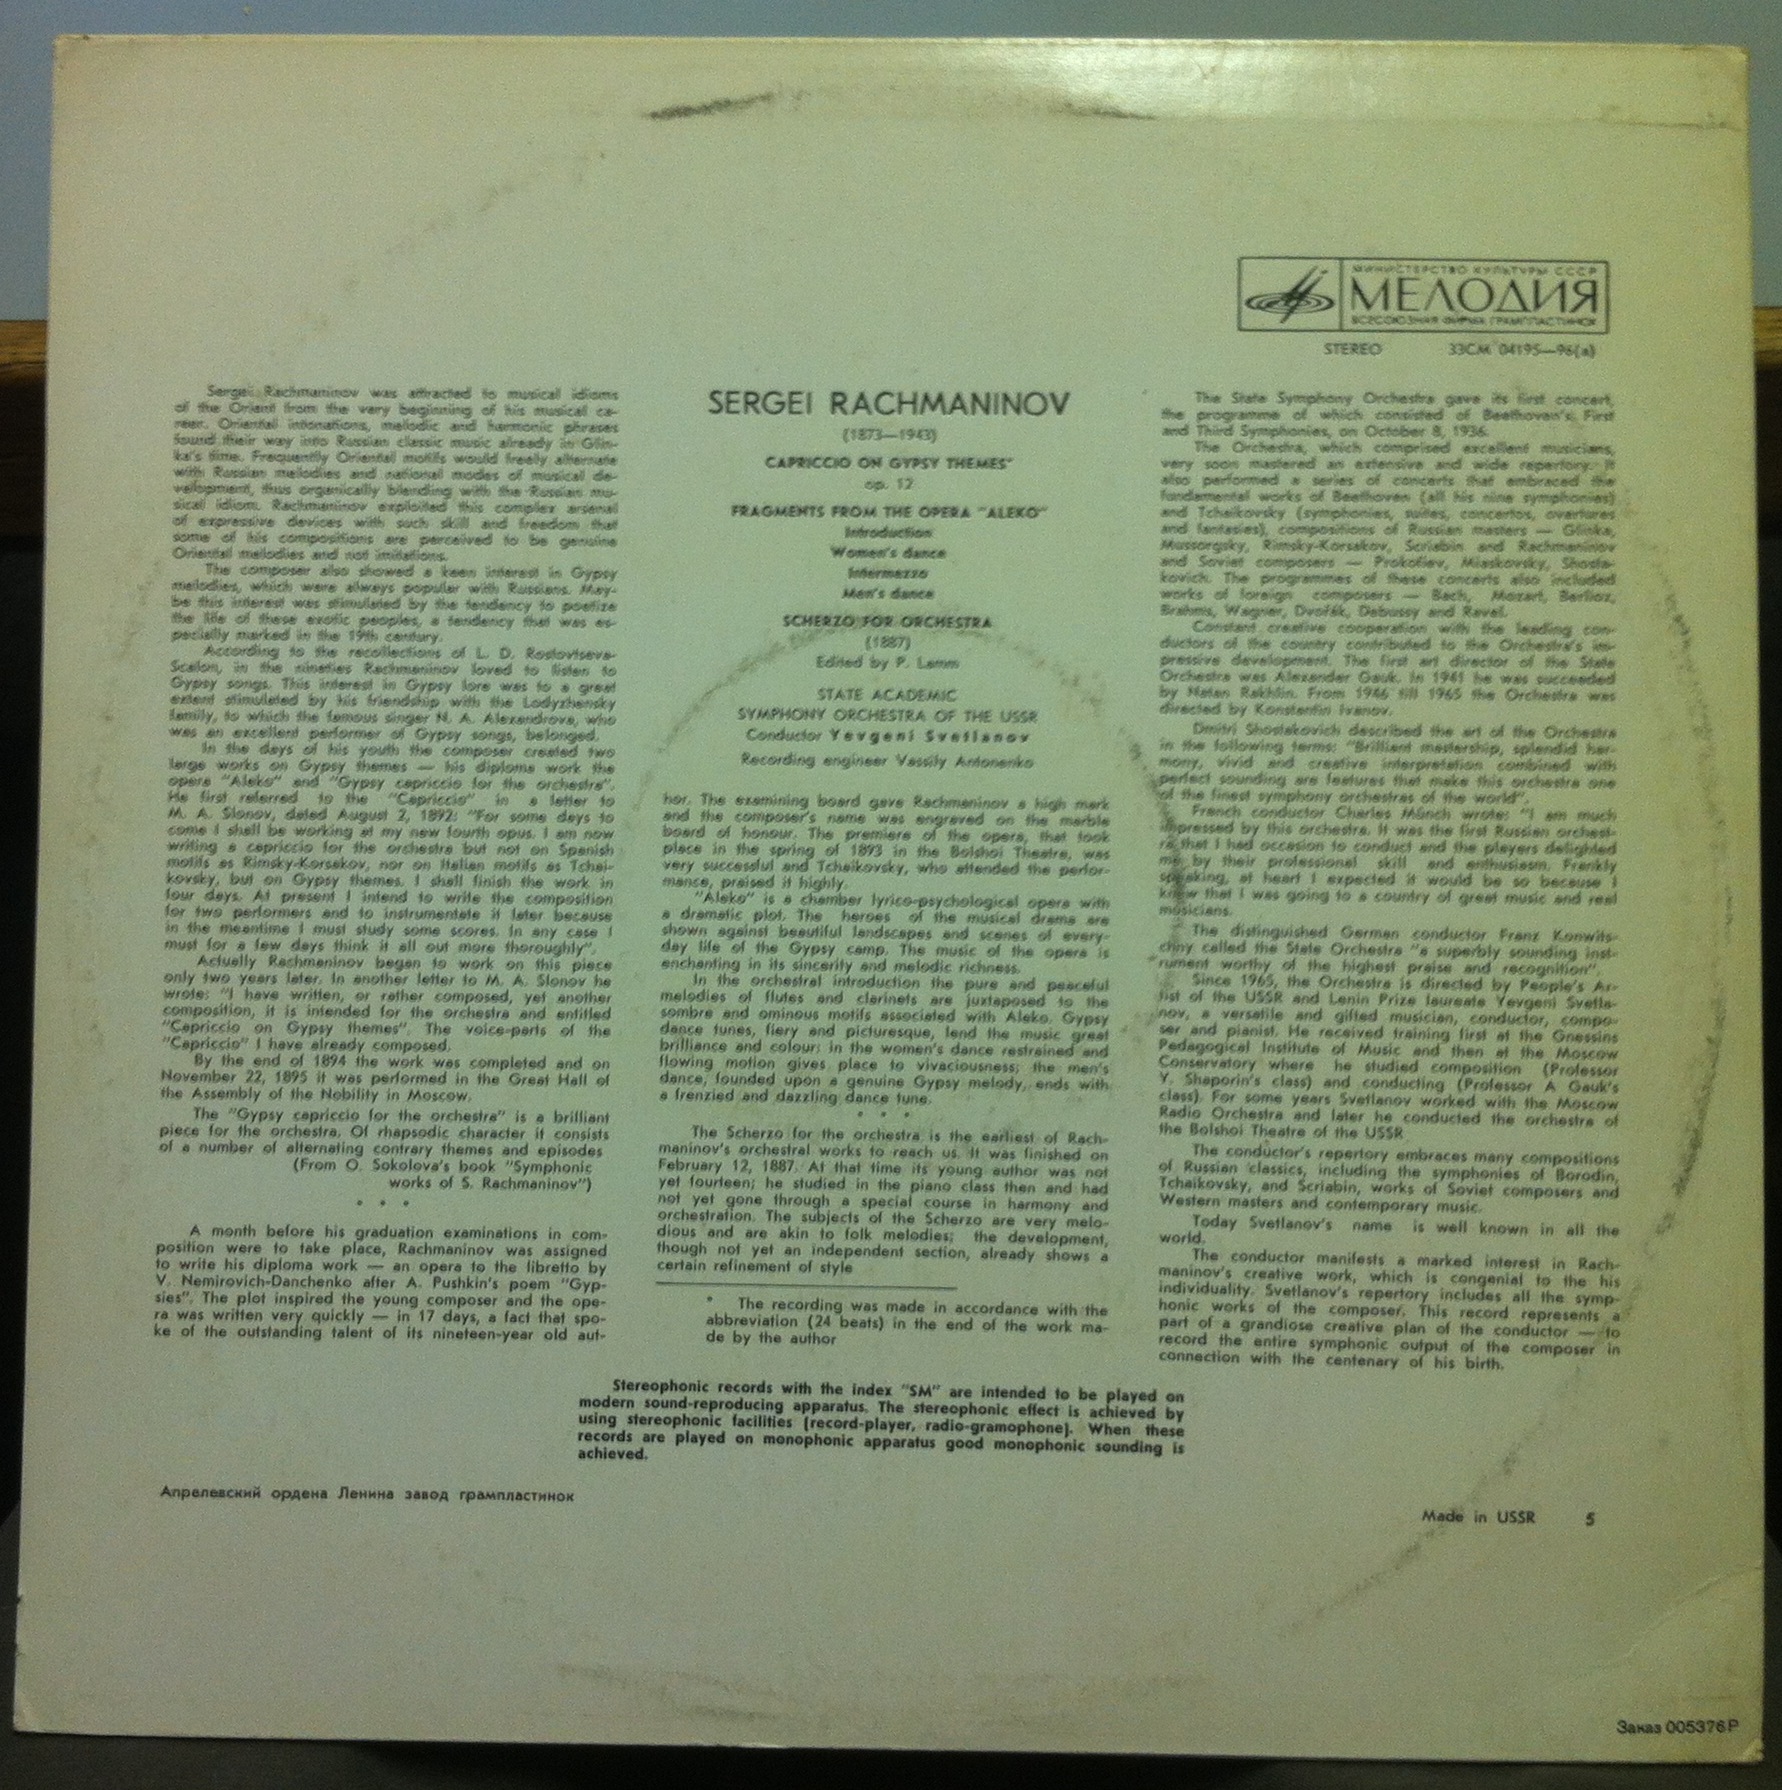 МИНИСТЕРСТВО КУЛЬТУРЫ СССР
МЕЛОДИЯ
ВСЕСОЮЗНАЯ ФИРМА ГРАМПЛАСТИНОК
STEREO 33СМ 04195—96(a)
Sergei Rachmaninov was attracted to musical idioms
of the Orient from the very beginning of his musical ca-
reer. Oriental intonations, melodic and harmonic phrases
found their way into Russian classic music already in Glin-
ka's time. Frequently Oriental motifs would freely alternate
with Russian melodies and national modes of musical de-
velopment, thus organically blending with the Russian mu-
sical idiom. Rachmaninov exploited this complex arsenal
of expressive devices with such skill and freedom that
some of his compositions are perceived to be genuine
Oriental melodies and not imitations.
The composer also showed a keen interest in Gypsy
melodies, which were always popular with Russians. May-
be this interest was stimulated by the tendency to poetize
the life of these exotic peoples, a tendency that was es-
pecially marked in the 19th century.
According to the recollections of L. D. Rostovtseva-
Scalon, in the nineties Rachmaninov loved to listen to
Gypsy songs. This interest in Gypsy lore was to a great
extent stimulated by his friendship with the Lodyzhensky
family, to which the famous singer N. A. Alexandrova, who
was an excellent performer of Gypsy songs, belonged.
In the days of his youth the composer created two
large works on Gypsy themes — his diploma work the
opera "Aleko" and "Gypsy capriccio for the orchestra".
He first referred to the "Capriccio" in a letter to
M. A. Slonov, dated August 2, 1892: "For some days to
come I shall be working at my new fourth opus. I am now
writing a capriccio for the orchestra but not on Spanish
motifs as Rimsky-Korsakov, nor on Italian motifs as Tchai-
kovsky, but on Gypsy themes. I shall finish the work in
four days. At present I intend to write the composition
for two performers and to instrumentate it later because
in the meantime I must study some scores. In any case I
must for a few days think it all out more thoroughly".
Actually Rachmaninov began to work on this piece
only two years later. In another letter to M. A. Slonov he
wrote: "I have written, or rather composed, yet another
composition, it is intended for the orchestra and entitled
"Capriccio on Gypsy themes". The voice-parts of the
"Capriccio" I have already composed.
By the end of 1894 the work was completed and on
November 22, 1895 it was performed in the Great Hall of
the Assembly of the Nobility in Moscow.
The "Gypsy capriccio for the orchestra" is a brilliant
piece for the orchestra. Of rhapsodic character it consists
of a number of alternating contrary themes and episodes
(From O. Sokolova's book "Symphonic
works of S. Rachmaninov")
* * *
A month before his graduation examinations in com-
position were to take place, Rachmaninov was assigned
to write his diploma work — an opera to the libretto by
V. Nemirovich-Danchenko after A. Pushkin's poem "Gyp-
sies". The plot inspired the young composer and the ope-
ra was written very quickly — in 17 days, a fact that spo-
ke of the outstanding talent of its nineteen-year old aut-
SERGEI RACHMANINOV
(1873—1943)
CAPRICCIO ON GYPSY THEMES*
op. 12
FRAGMENTS FROM THE OPERA "ALEKO"
Introduction
Women's dance
Intermezzo
Men's dance
SCHERZO FOR ORCHESTRA
(1887)
Edited by P. Lamm
STATE ACADEMIC
SYMPHONY ORCHESTRA OF THE USSR
Conductor Yevgeni Svetlanov
Recording engineer Vassily Antonenko
hor. The examining board gave Rachmaninov a high mark
and the composer's name was engraved on the marble
board of honour. The premiere of the opera, that took
place in the spring of 1893 in the Bolshoi Theatre, was
very successful and Tchaikovsky, who attended the perfor-
mance, praised it highly.
"Aleko" is a chamber lyrico-psychological opera with
a dramatic plot. The heroes of the musical drama are
shown against beautiful landscapes and scenes of every-
day life of the Gypsy camp. The music of the opera is
enchanting in its sincerity and melodic richness.
In the orchestral introduction the pure and peaceful
melodies of flutes and clarinets are juxtaposed to the
sombre and ominous motifs associated with Aleko. Gypsy
dance tunes, fiery and picturesque, lend the music great
brilliance and colour: in the women's dance restrained and
flowing motion gives place to vivaciousness; the men's
dance, founded upon a genuine Gypsy melody, ends with
a frenzied and dazzling dance tune.
* * *
The Scherzo for the orchestra is the earliest of Rach-
maninov's orchestral works to reach us. It was finished on
February 12, 1887. At that time its young author was not
yet fourteen; he studied in the piano class then and had
not yet gone through a special course in harmony and
orchestration. The subjects of the Scherzo are very melo-
dious and are akin to folk melodies; the development,
though not yet an independent section, already shows a
certain refinement of style
* The recording was made in accordance with the
abbreviation (24 beats) in the end of the work ma-
de by the author
The State Symphony Orchestra gave its first concert,
the programme of which consisted of Beethoven's First
and Third Symphonies, on October 8, 1936.
The Orchestra, which comprised excellent musicians,
very soon mastered an extensive and wide repertory. It
also performed a series of concerts that embraced the
fundamental works of Beethoven (all his nine symphonies)
and Tchaikovsky (symphonies, suites, concertos, overtures
and fantasies), compositions of Russian masters — Glinka,
Mussorgsky, Rimsky-Korsakov, Scriabin and Rachmaninov
and Soviet composers — Prokofiev, Miaskovsky, Shosta-
kovich. The programmes of these concerts also included
works of foreign composers — Bach, Mozart, Berlioz,
Brahms, Wagner, Dvořák, Debussy and Ravel.
Constant creative cooperation with the leading con-
ductors of the country contributed to the Orchestra's im-
pressive development. The first art director of the State
Orchestra was Alexander Gauk. In 1941 he was succeeded
by Natan Rakhlin. From 1946 till 1965 the Orchestra was
directed by Konstantin Ivanov.
Dmitri Shostakovich described the art of the Orchestra
in the following terms: "Brilliant mastership, splendid har-
mony, vivid and creative interpretation combined with
perfect sounding are features that make this orchestra one
of the finest symphony orchestras of the world".
French conductor Charles Münch wrote: "I am much
impressed by this orchestra. It was the first Russian orchest-
ra that I had occasion to conduct and the players delighted
me by their professional skill and enthusiasm. Frankly
speaking, at heart I expected it would be so because I
knew that I was going to a country of great music and real
musicians.
The distinguished German conductor Franz Konwits-
chny called the State Orchestra "a superbly sounding inst-
rument worthy of the highest praise and recognition".
Since 1965, the Orchestra is directed by People's Ar-
tist of the USSR and Lenin Prize laureate Yevgeni Svetla-
nov, a versatile and gifted musician, conductor, compo-
ser and pianist. He received training first at the Gnessins
Pedagogical Institute of Music and then at the Moscow
Conservatory where he studied composition (Professor
Y. Shaporin's class) and conducting (Professor A Gauk's
class). For some years Svetlanov worked with the Moscow
Radio Orchestra and later he conducted the orchestra of
the Bolshoi Theatre of the USSR
The conductor's repertory embraces many compositions
of Russian classics, including the symphonies of Borodin,
Tchaikovsky, and Scriabin, works of Soviet composers and
Western masters and contemporary music.
Today Svetlanov's name is well known in all the
world.
The conductor manifests a marked interest in Rach-
maninov's creative work, which is congenial to the his
individuality. Svetlanov's repertory includes all the symp-
honic works of the composer. This record represents a
part of a grandiose creative plan of the conductor — to
record the entire symphonic output of the composer in
connection with the centenary of his birth.
Stereophonic records with the index "SM" are intended to be played on
modern sound-reproducing apparatus. The stereophonic effect is achieved by
using stereophonic facilities (record-player, radio-gramophone). When these
records are played on monophonic apparatus good monophonic sounding is
achieved.
Апрелевский ордена Ленина завод грампластинок
Made in USSR 5
Заказ 005376Р